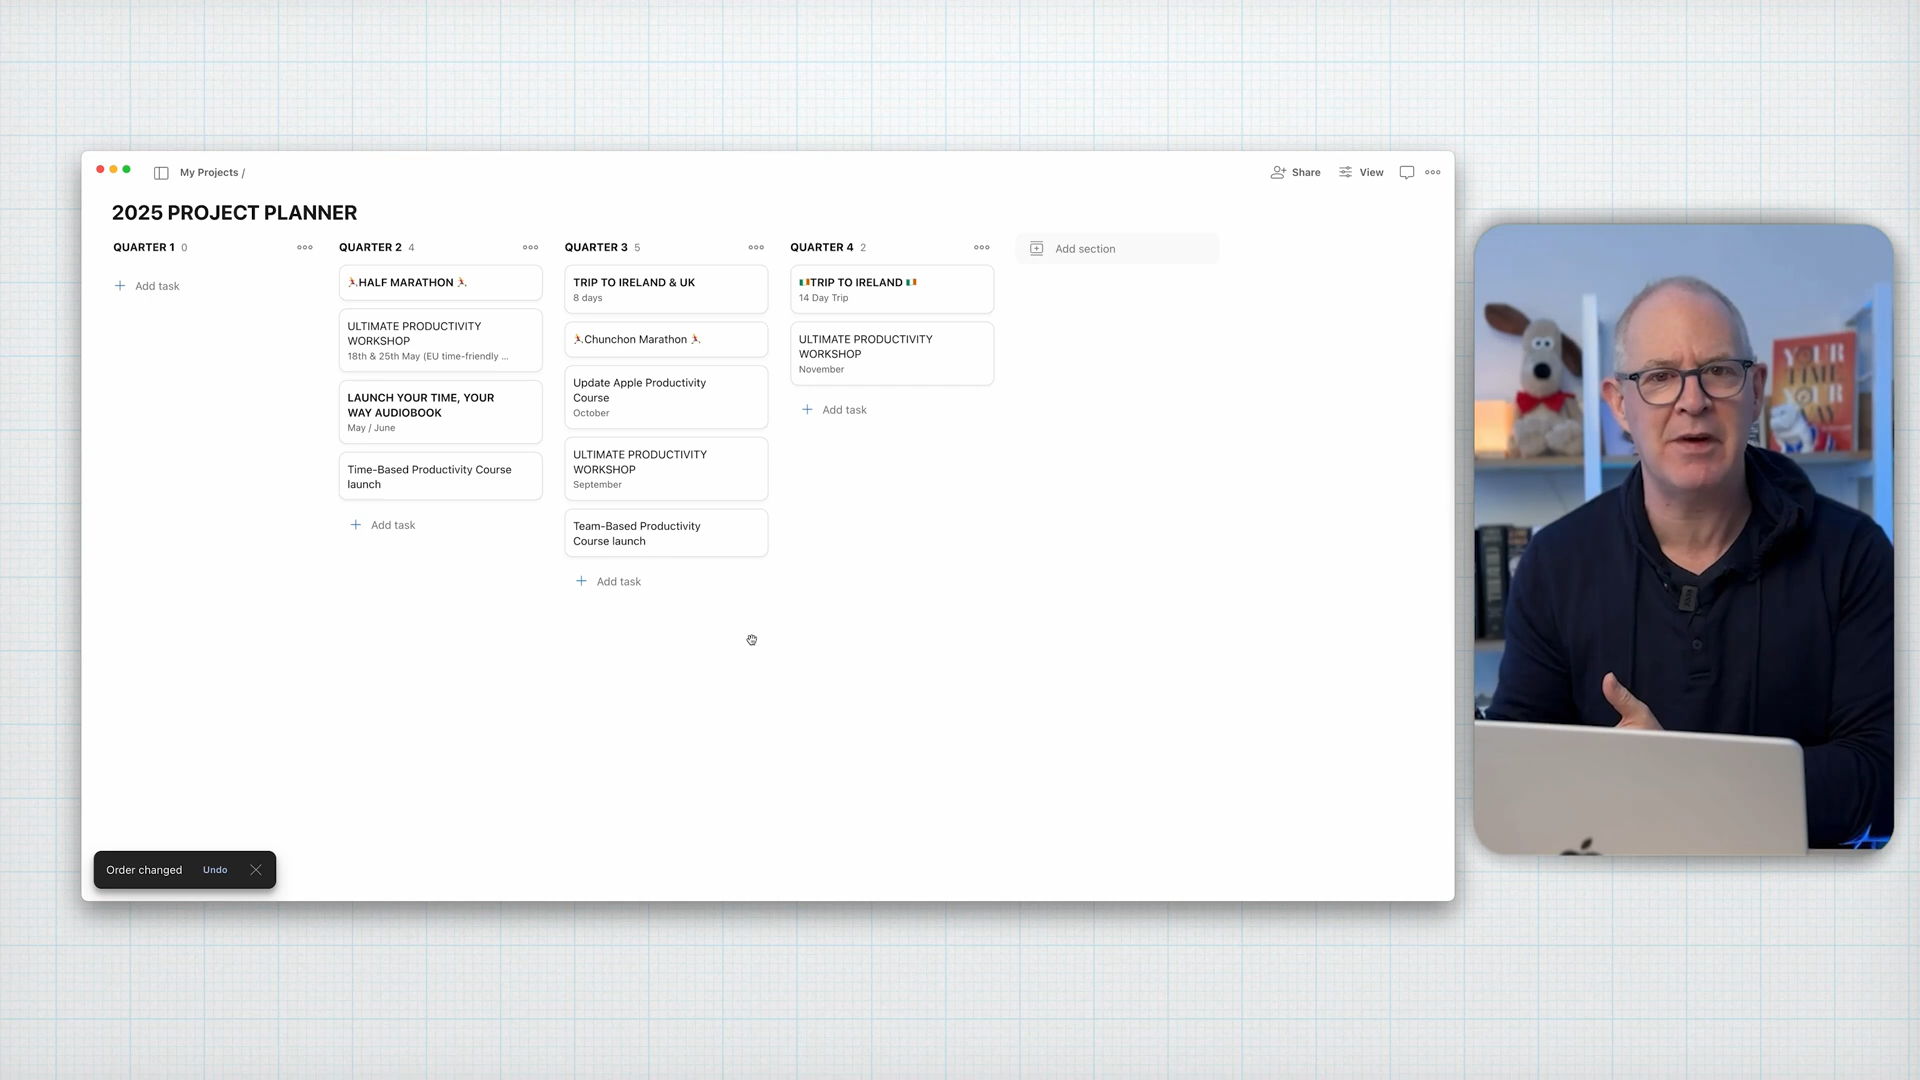 My Projects /
Share
View
2025 PROJECT PLANNER
QUARTER 1 0
Add task
QUARTER 2 4
HALF MARATHON
ULTIMATE PRODUCTIVITY
WORKSHOP
18th & 25th May (EU time-friendly ...
LAUNCH YOUR TIME, YOUR
WAY AUDIOBOOK
May / June
Time-Based Productivity Course
launch
Add task
QUARTER 3 5
TRIP TO IRELAND & UK
8 days
Chunchon Marathon
Update Apple Productivity
Course
October
ULTIMATE PRODUCTIVITY
WORKSHOP
September
Team-Based Productivity
Course launch
Add task
QUARTER 4 2
TRIP TO IRELAND
14 Day Trip
ULTIMATE PRODUCTIVITY
WORKSHOP
November
Add task
Add section
Order changed
Undo
YOUR
TIME
YOUR